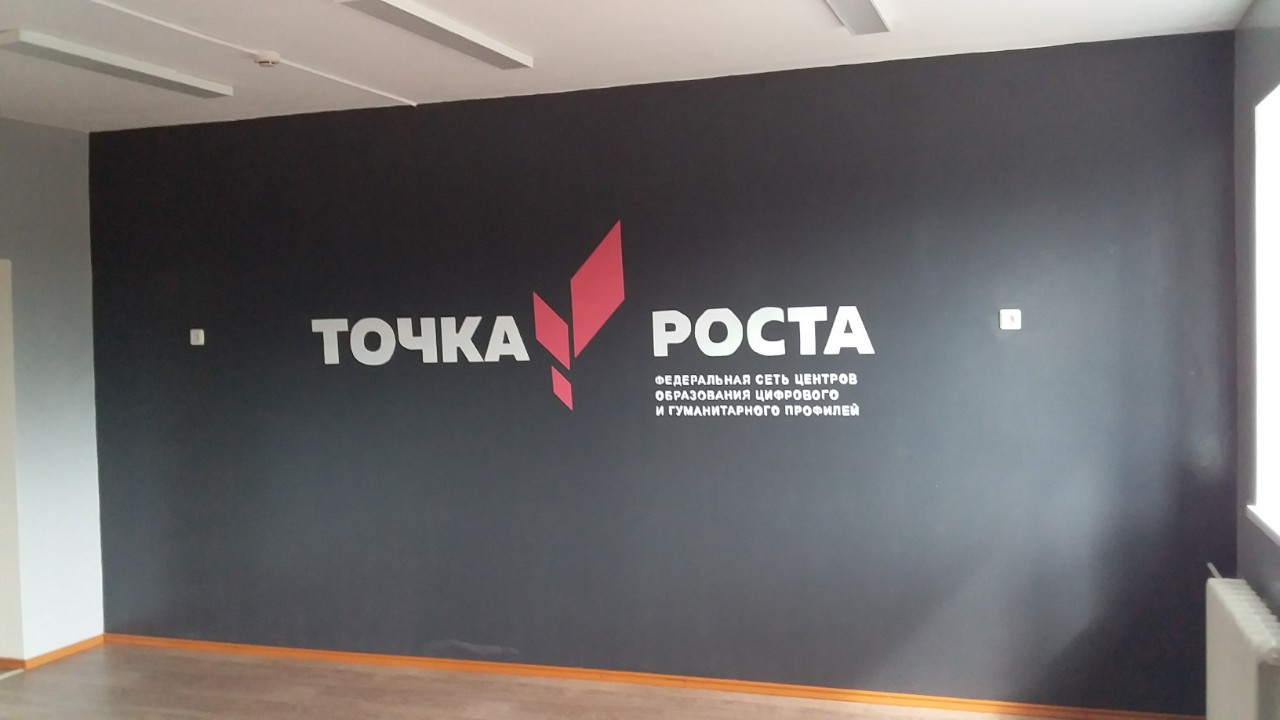 ТОЧКА РОСТА
ФЕДЕРАЛЬНАЯ СЕТЬ ЦЕНТРОВ
ОБРАЗОВАНИЯ ЦИФРОВОГО
И ГУМАНИТАРНОГО ПРОФИЛЕЙ